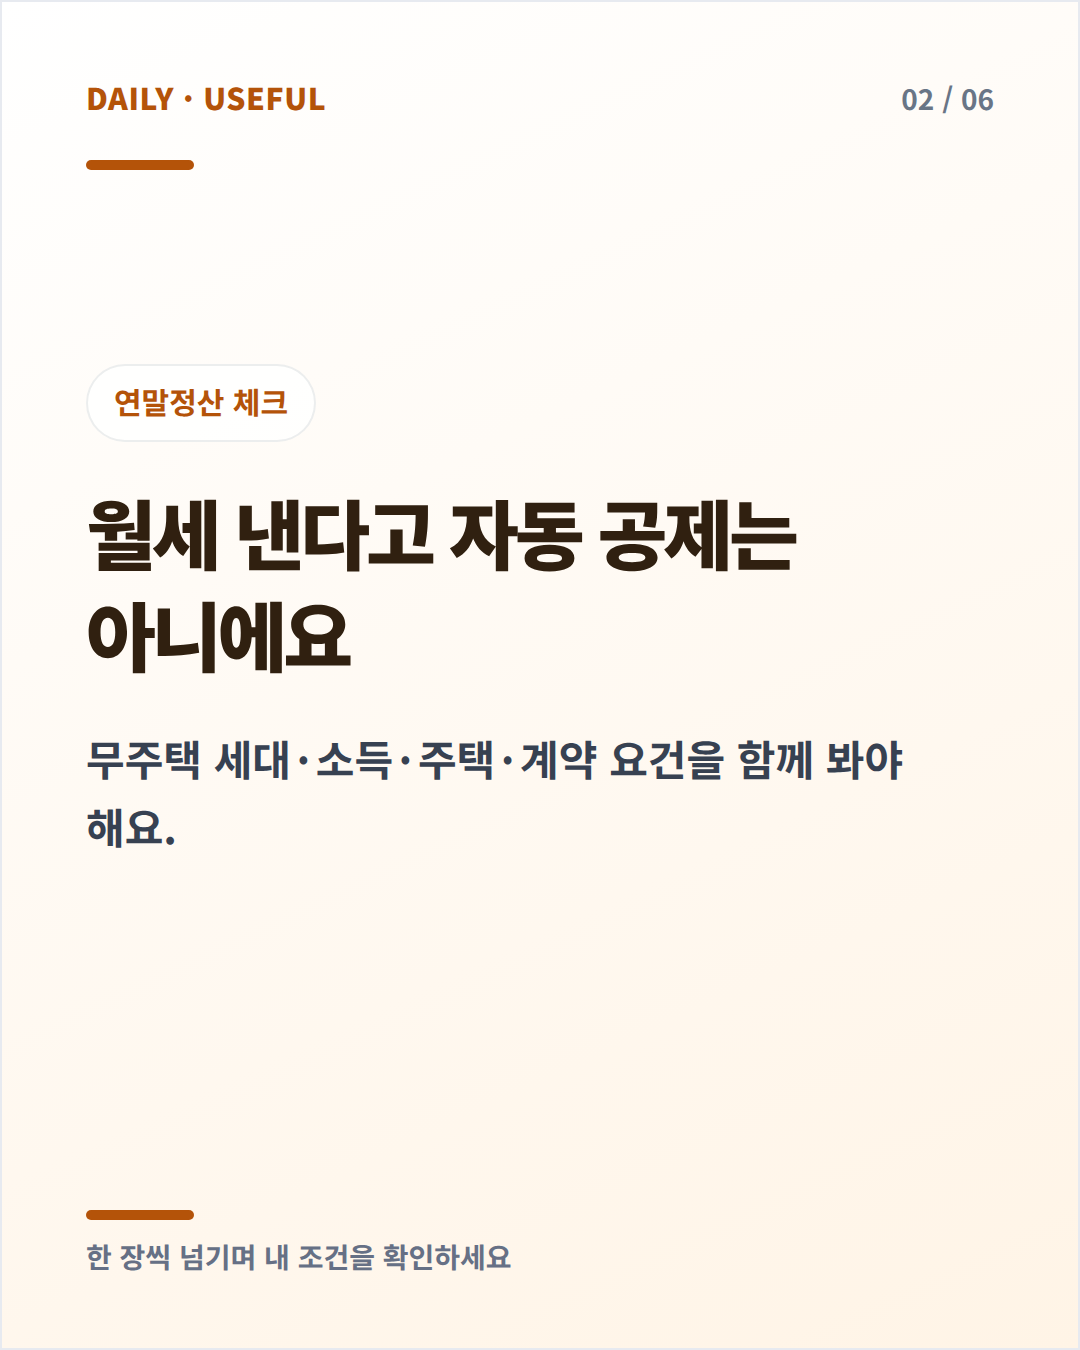 DAILY · USEFUL
02 / 06
연말정산 체크
월세 낸다고 자동 공제는
아니에요
무주택 세대·소득·주택·계약 요건을 함께 봐야
해요.
한 장씩 넘기며 내 조건을 확인하세요